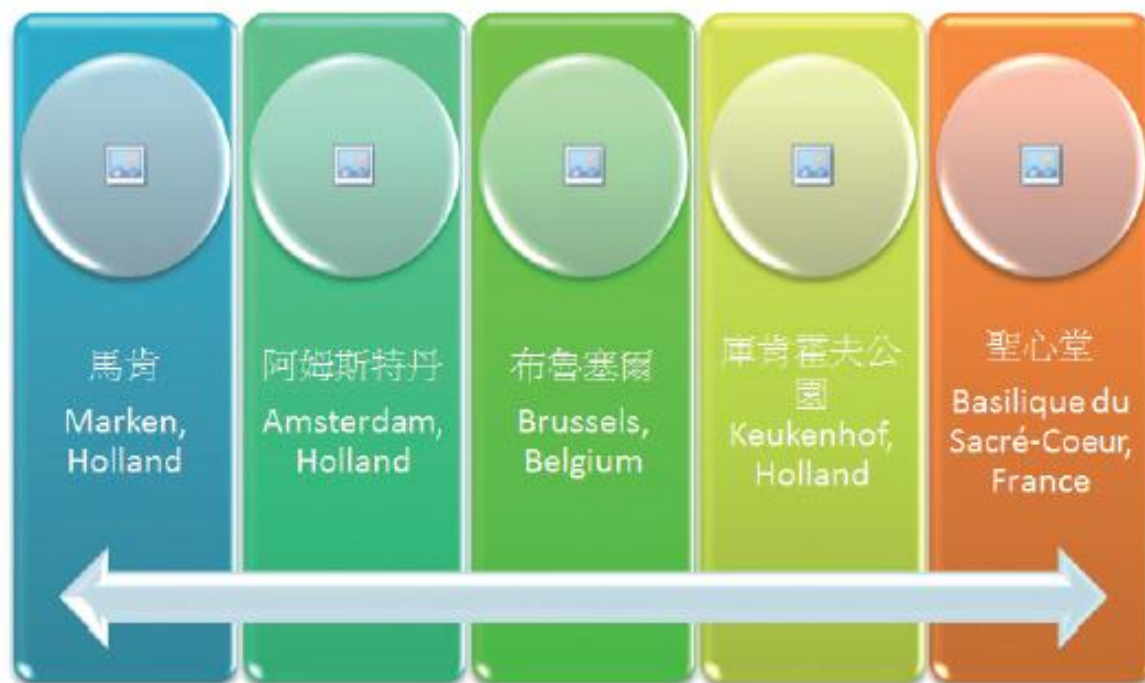 馬肯
Marken,
Holland
阿姆斯特丹
Amsterdam,
Holland
布魯塞爾
Brussels,
Belgium
庫肯霍夫公
園
Keukenhof,
Holland
聖心堂
Basilique du
Sacré-Coeur,
France